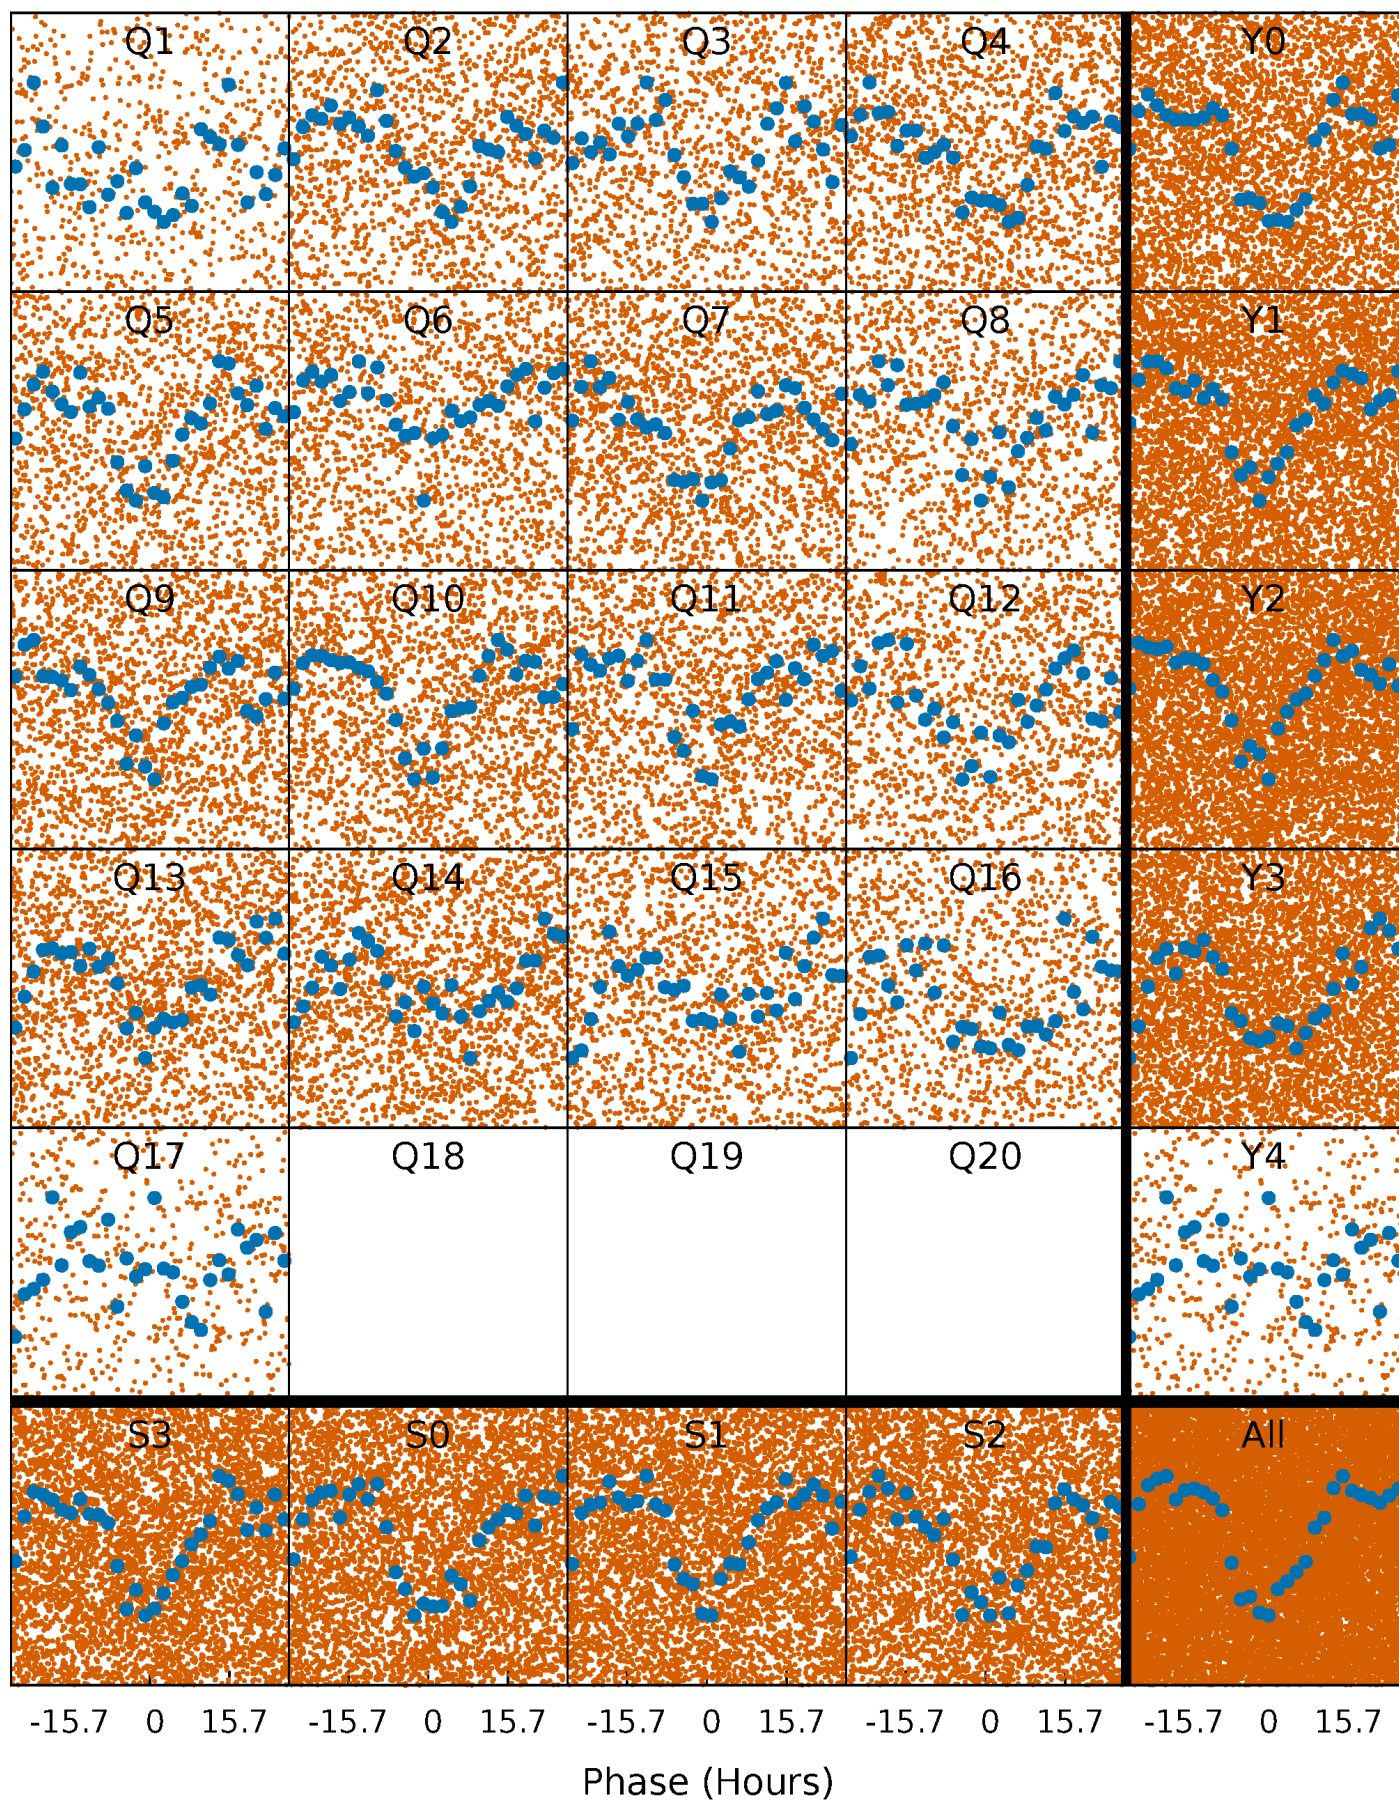 Q1 Q2 Q3 Q4 Y0
Q5 Q6 Q7 Q8 Y1
Q9 Q10 Q11 Q12 Y2
Q13 Q14 Q15 Q16 Y3
Q17 Q18 Q19 Q20 Y4
S3 S0 S1 S2 All
-15.7 0 15.7 -15.7 0 15.7 -15.7 0 15.7 -15.7 0 15.7 -15.7 0 15.7
Phase (Hours)